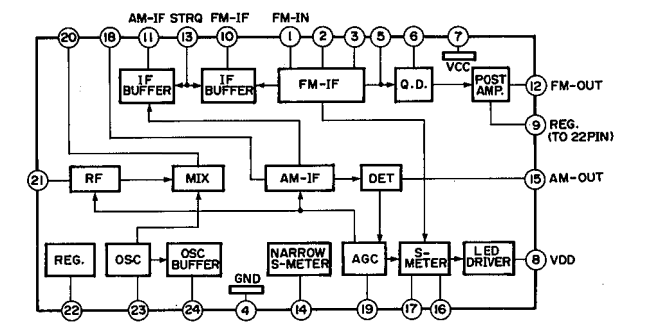 AM-IF STRQ FM-IF FM-IN
20 18 11 13 10 1 2 3 5 6 7
VCC
IF BUFFER
IF BUFFER
FM-IF
Q.D.
POST AMP.
12 FM-OUT
9 REG.
(TO 22PIN)
21
RF
MIX
AM-IF
DET
15 AM-OUT
REG.
OSC
OSC BUFFER
GND
NARROW S-METER
AGC
S-METER
LED DRIVER
8 VDD
22 23 24 4 14 19 17 16